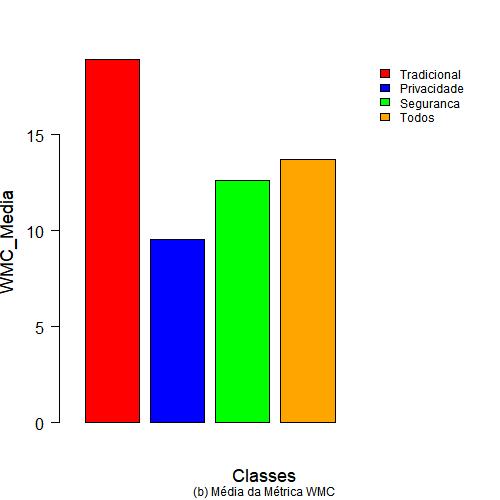 Tradicional
Privacidade
Seguranca
Todos
WMC_Media
15
10
5
0
Classes
(b) Média da Métrica WMC